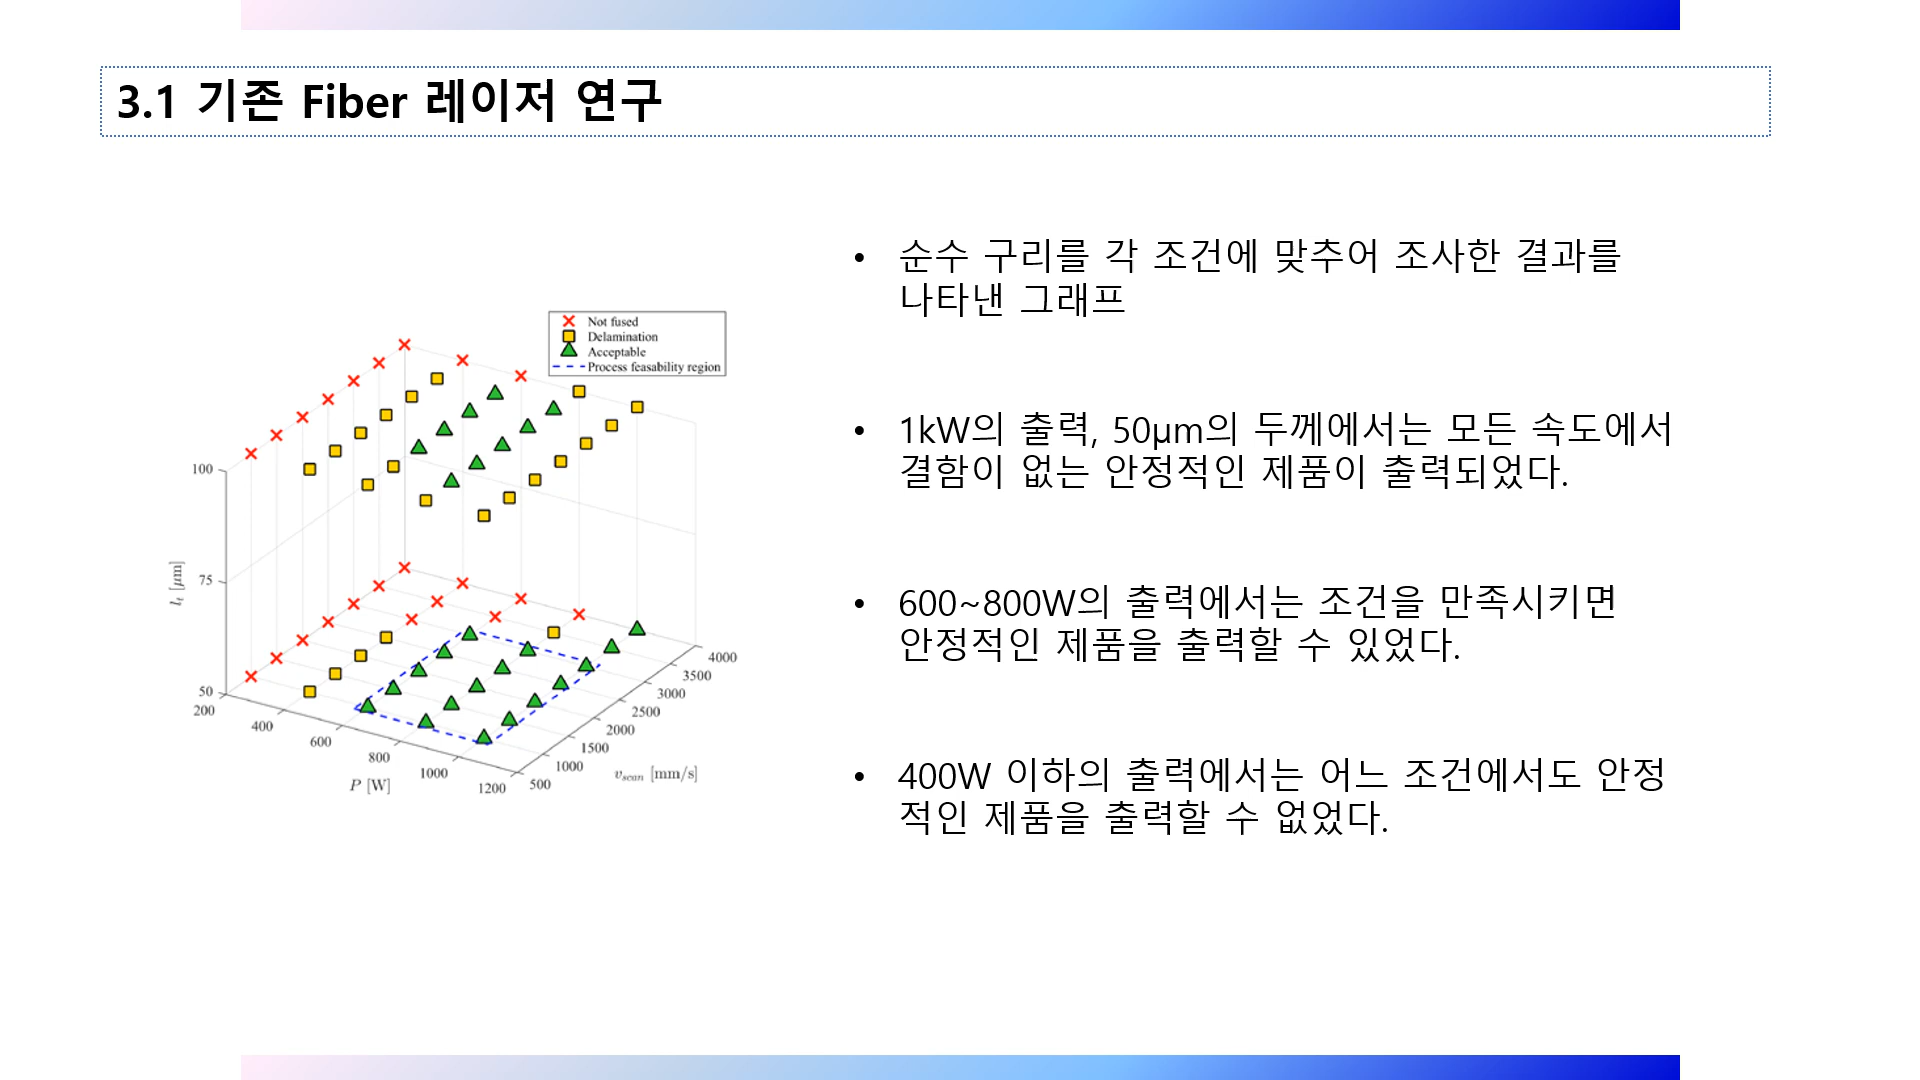 3.1 기존 Fiber 레이저 연구
• 순수 구리를 각 조건에 맞추어 조사한 결과를
나타낸 그래프
• 1kW의 출력, 50μm의 두께에서는 모든 속도에서
결함이 없는 안정적인 제품이 출력되었다.
• 600~800W의 출력에서는 조건을 만족시키면
안정적인 제품을 출력할 수 있었다.
• 400W 이하의 출력에서는 어느 조건에서도 안정
적인 제품을 출력할 수 없었다.
Not fused
Delamination
Acceptable
Process feasability region
100
75
50
l_t [μm]
200
400
600
800
1000
1200
P [W]
500
1000
1500
2000
2500
3000
3500
4000
v_scan [mm/s]